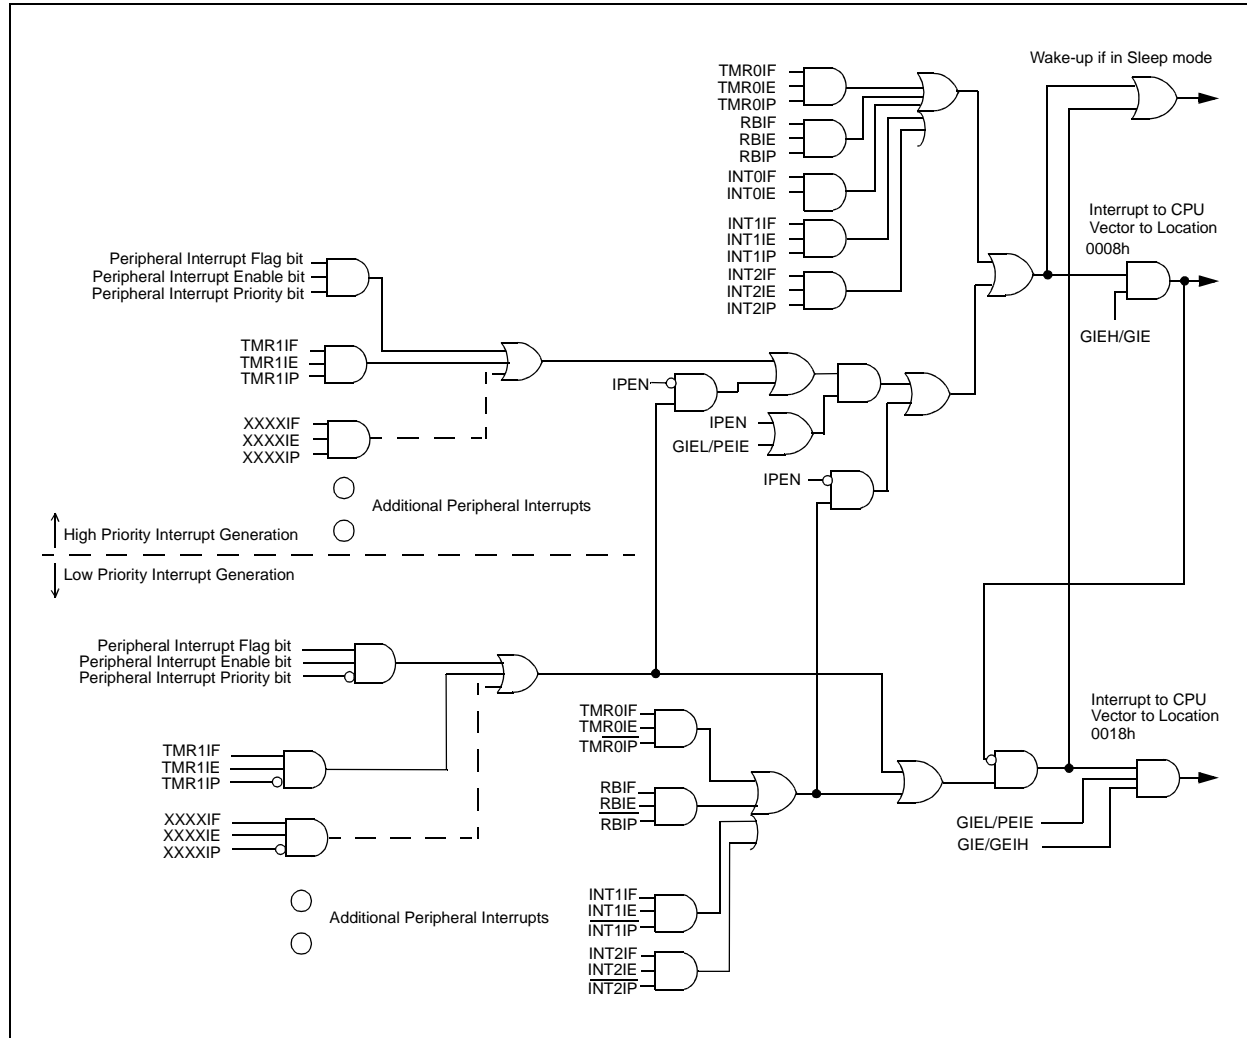 Wake-up if in Sleep mode
TMR0IF
TMR0IE
TMR0IP
RBIF
RBIE
RBIP
INT0IF
INT0IE
INT1IF
INT1IE
INT1IP
INT2IF
INT2IE
INT2IP
Interrupt to CPU
Vector to Location
0008h
GIEH/GIE
Peripheral Interrupt Flag bit
Peripheral Interrupt Enable bit
Peripheral Interrupt Priority bit
TMR1IF
TMR1IE
TMR1IP
XXXXIF
XXXXIE
XXXXIP
IPEN
IPEN
GIEL/PEIE
IPEN
Additional Peripheral Interrupts
High Priority Interrupt Generation
Low Priority Interrupt Generation
Peripheral Interrupt Flag bit
Peripheral Interrupt Enable bit
Peripheral Interrupt Priority bit
TMR1IF
TMR1IE
TMR1IP
XXXXIF
XXXXIE
XXXXIP
Additional Peripheral Interrupts
TMR0IF
TMR0IE
TMR0IP
RBIF
RBIE
RBIP
INT1IF
INT1IE
INT1IP
INT2IF
INT2IE
INT2IP
Interrupt to CPU
Vector to Location
0018h
GIEL/PEIE
GIE/GEIH